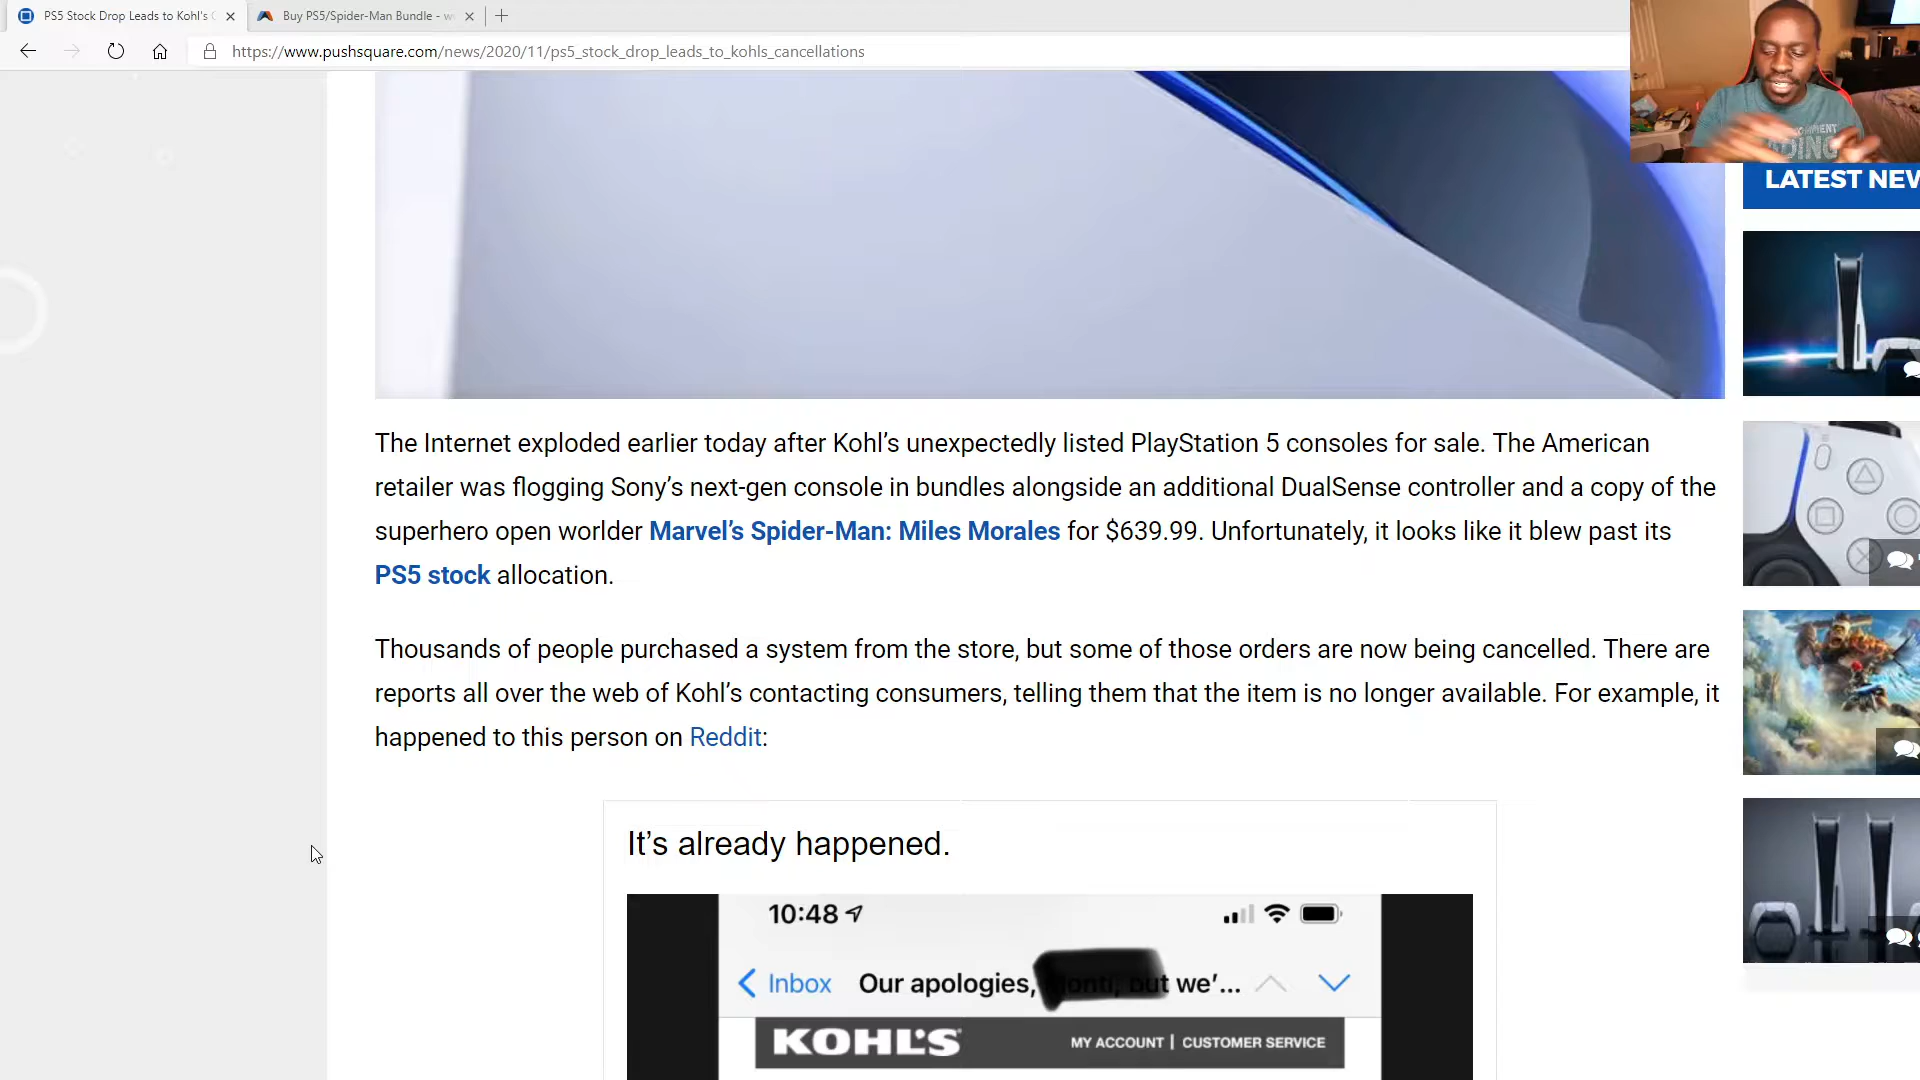 PS5 Stock Drop Leads to Kohl's
Buy PS5/Spider-Man Bundle -
https://www.pushsquare.com/news/2020/11/ps5_stock_drop_leads_to_kohls_cancellations
LATEST NEW
The Internet exploded earlier today after Kohl’s unexpectedly listed PlayStation 5 consoles for sale. The American
retailer was flogging Sony’s next-gen console in bundles alongside an additional DualSense controller and a copy of the
superhero open worlder Marvel’s Spider-Man: Miles Morales for $639.99. Unfortunately, it looks like it blew past its
PS5 stock allocation.
Thousands of people purchased a system from the store, but some of those orders are now being cancelled. There are
reports all over the web of Kohl’s contacting consumers, telling them that the item is no longer available. For example, it
happened to this person on Reddit:
It’s already happened.
10:48
Inbox Our apologies, but we’...
KOHL'S MY ACCOUNT | CUSTOMER SERVICE